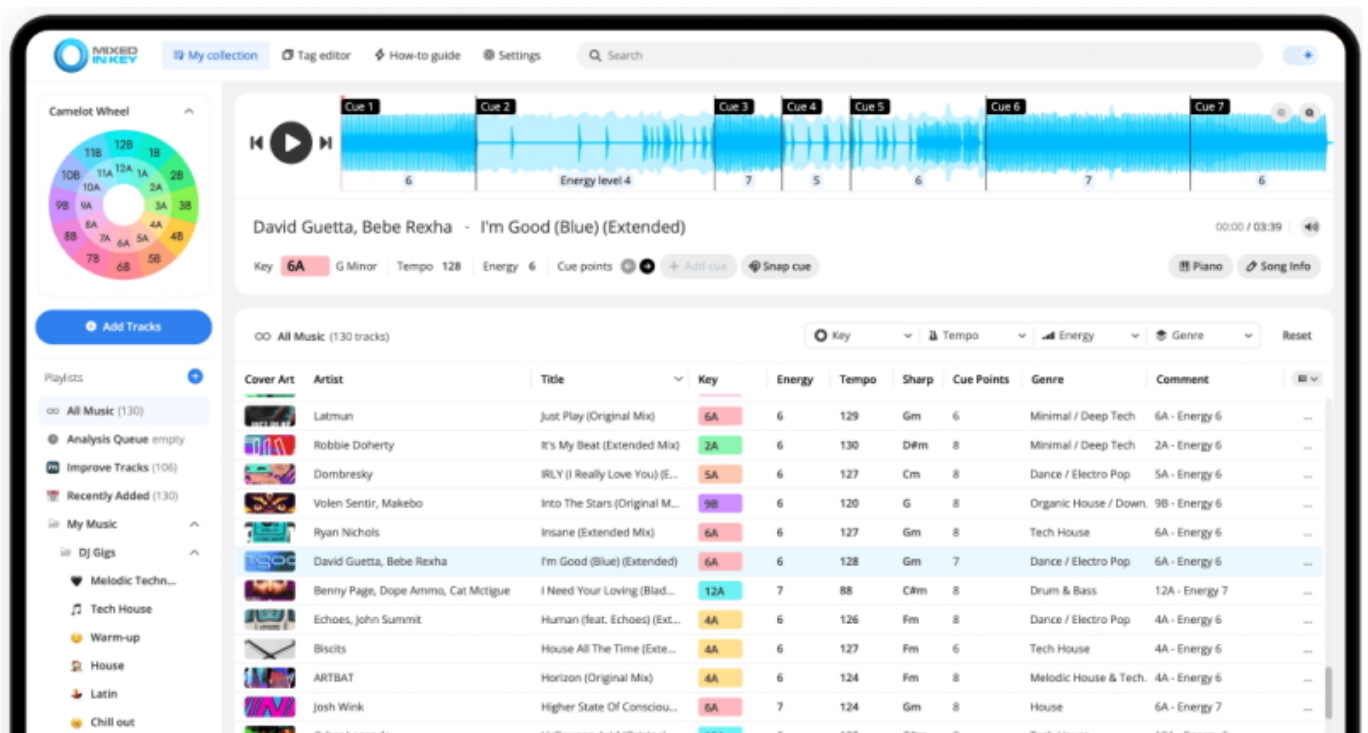 MIXED IN KEY
My collection Tag editor How-to guide Settings Search
Camelot Wheel
12B 1B 2B 3B 4B 5B 6B 7B 8B 9B 10B 11B
12A 1A 2A 3A 4A 5A 6A 7A 8A 9A 10A 11A
Cue 1 Cue 2 Cue 3 Cue 4 Cue 5 Cue 6 Cue 7
6 Energy level 4 7 5 6 7 6
David Guetta, Bebe Rexha - I'm Good (Blue) (Extended)
00:00 / 03:39
Key 6A G Minor Tempo 128 Energy 6 Cue points + Add cue Snap cue Piano Song Info
Add Tracks
Playlists
All Music (130)
Analysis Queue empty
Improve Tracks (106)
Recently Added (130)
My Music
DJ Gigs
Melodic Techn...
Tech House
Warm-up
House
Latin
Chill out
All Music (130 tracks) Key Tempo Energy Genre Reset
Cover Art Artist Title Key Energy Tempo Sharp Cue Points Genre Comment
Latmun Just Play (Original Mix) 6A 6 129 Gm 6 Minimal / Deep Tech 6A - Energy 6 ...
Robbie Doherty It's My Beat (Extended Mix) 2A 6 130 D#m 8 Minimal / Deep Tech 2A - Energy 6 ...
Dombresky IRLY (I Really Love You) (E... 5A 6 127 Cm 8 Dance / Electro Pop 5A - Energy 6 ...
Volen Sentir, Makebo Into The Stars (Original M... 9B 6 120 G 8 Organic House / Down. 9B - Energy 6 ...
Ryan Nichols Insane (Extended Mix) 6A 6 127 Gm 8 Tech House 6A - Energy 6 ...
David Guetta, Bebe Rexha I'm Good (Blue) (Extended) 6A 6 128 Gm 7 Dance / Electro Pop 6A - Energy 6 ...
Benny Page, Dope Ammo, Cat Mctigue I Need Your Loving (Blad... 12A 7 88 C#m 8 Drum & Bass 12A - Energy 7 ...
Echoes, John Summit Human (feat. Echoes) (Ext... 4A 6 126 Fm 8 Dance / Electro Pop 4A - Energy 6 ...
Biscits House All The Time (Exte... 4A 6 127 Fm 6 Tech House 4A - Energy 6 ...
ARTBAT Horizon (Original Mix) 4A 6 124 Fm 8 Melodic House & Tech. 4A - Energy 6 ...
Josh Wink Higher State Of Consciou... 6A 7 124 Gm 8 House 6A - Energy 7 ...